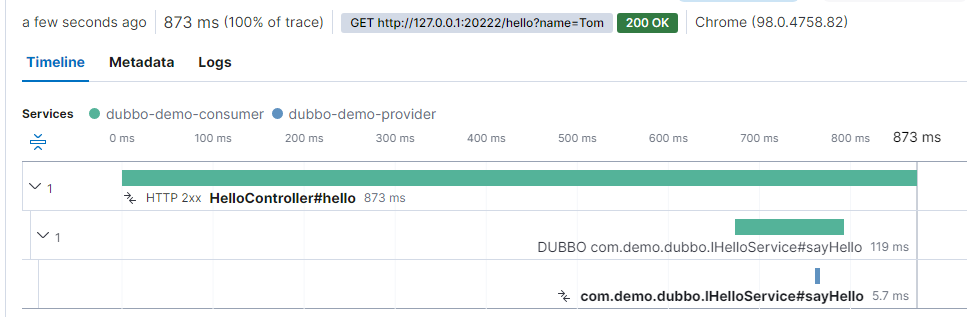 a few seconds ago 873 ms (100% of trace) GET http://127.0.0.1:20222/hello?name=Tom 200 OK Chrome (98.0.4758.82)
Timeline Metadata Logs
Services dubbo-demo-consumer dubbo-demo-provider
0 ms 100 ms 200 ms 300 ms 400 ms 500 ms 600 ms 700 ms 800 ms 873 ms
1
HTTP 2xx HelloController#hello 873 ms
1
DUBBO com.demo.dubbo.IHelloService#sayHello 119 ms
com.demo.dubbo.IHelloService#sayHello 5.7 ms